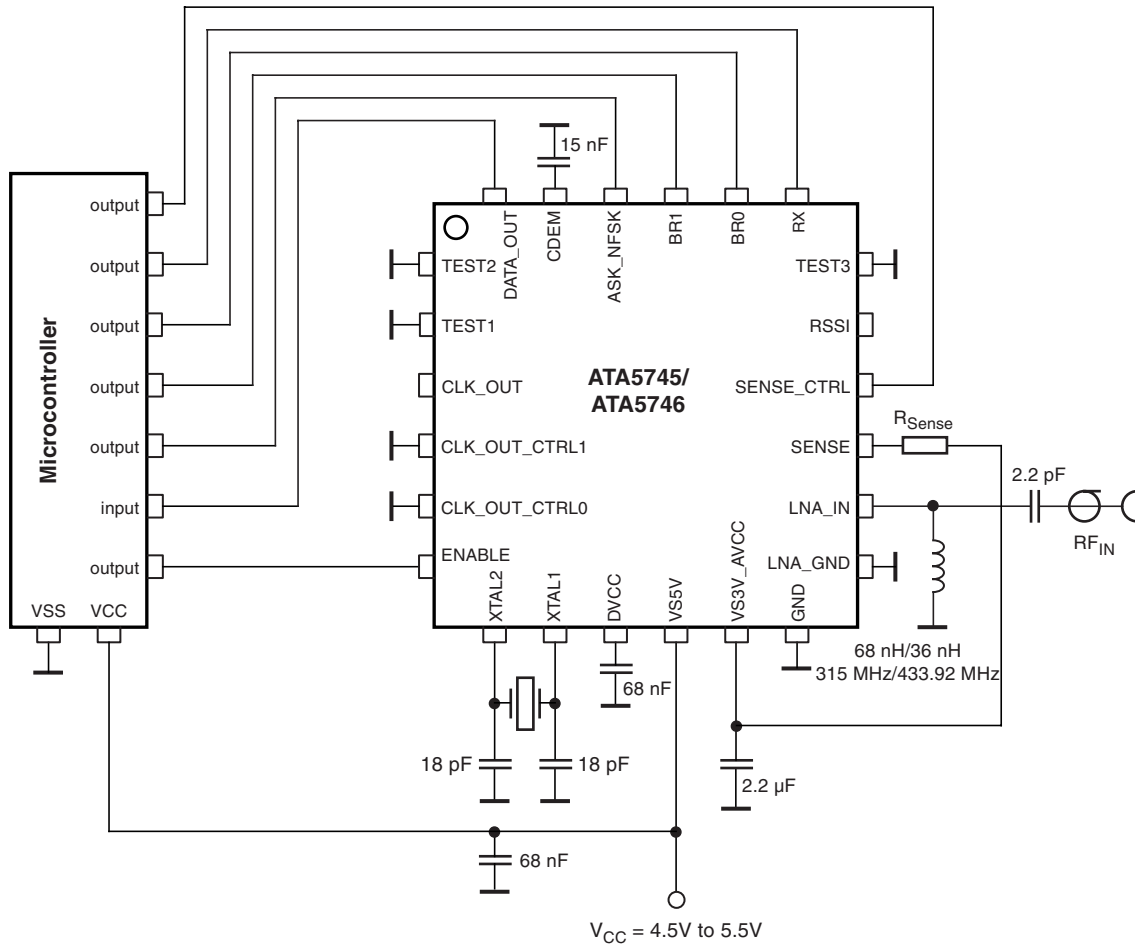 15 nF
output
output
output
output
output
input
output
Microcontroller
VSS
VCC
DATA_OUT
CDEM
ASK_NFSK
BR1
BR0
RX
TEST2
TEST1
CLK_OUT
CLK_OUT_CTRL1
CLK_OUT_CTRL0
ENABLE
ATA5745/
ATA5746
TEST3
RSSI
SENSE_CTRL
SENSE
LNA_IN
LNA_GND
XTAL2
XTAL1
DVCC
VS5V
VS3V_AVCC
GND
RSense
2.2 pF
RFIN
68 nH/36 nH
315 MHz/433.92 MHz
68 nF
18 pF
18 pF
2.2 µF
68 nF
VCC = 4.5V to 5.5V